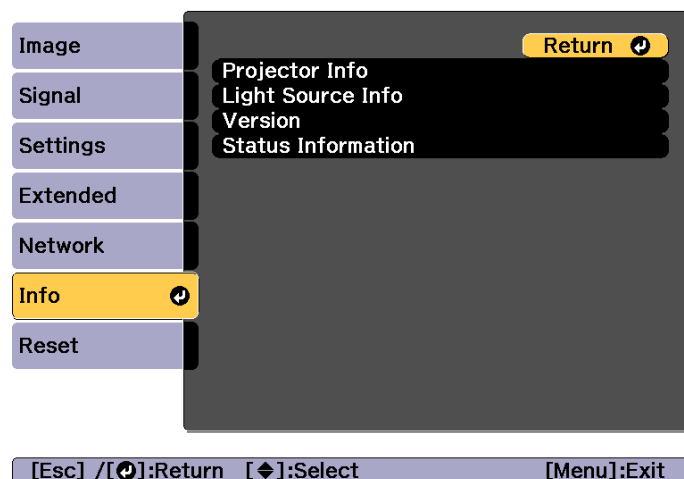 Image
Signal
Settings
Extended
Network
Info
Reset
Return
Projector Info
Light Source Info
Version
Status Information
[Esc] /[⏎]:Return [◆]:Select [Menu]:Exit